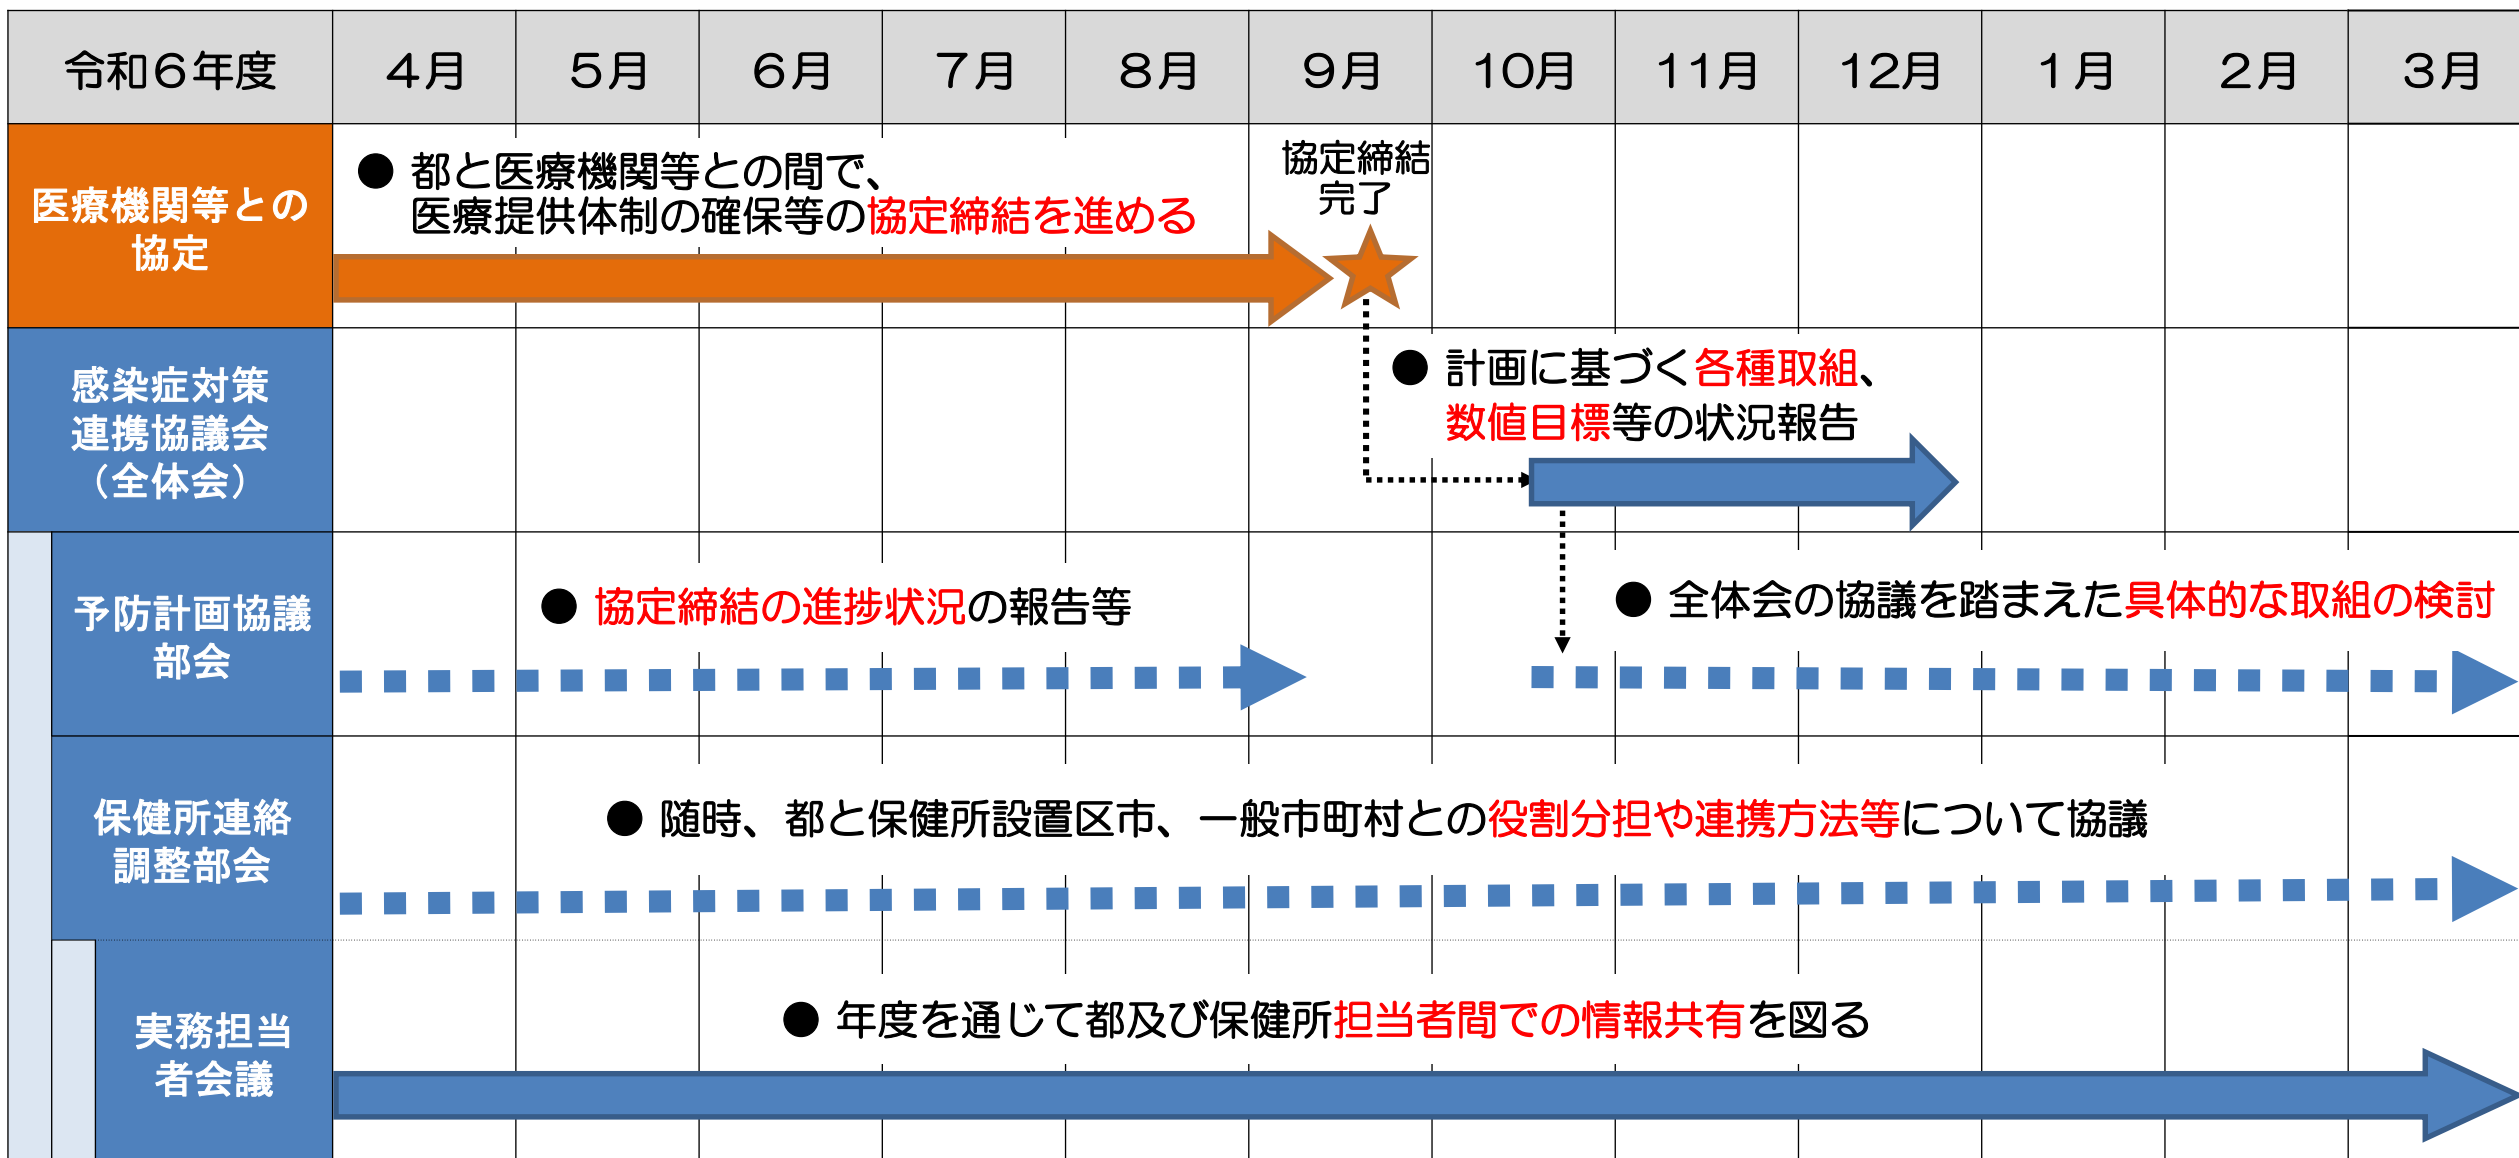 令和６年度 ４月 ５月 ６月 ７月 ８月 ９月 10月 11月 12月 １月 ２月 ３月
医療機関等との
協定
● 都と医療機関等との間で、
医療提供体制の確保等の協定締結を進める
協定締結
完了
感染症対策
連携協議会
（全体会）
● 計画に基づく各種取組、
数値目標等の状況報告
予防計画協議
部会
● 協定締結の進捗状況の報告等
● 全体会の協議を踏まえた具体的な取組の検討
保健所連絡
調整部会
● 随時、都と保健所設置区市、一般市町村との役割分担や連携方法等について協議
実務担当
者会議
● 年度を通じて都及び保健所担当者間での情報共有を図る